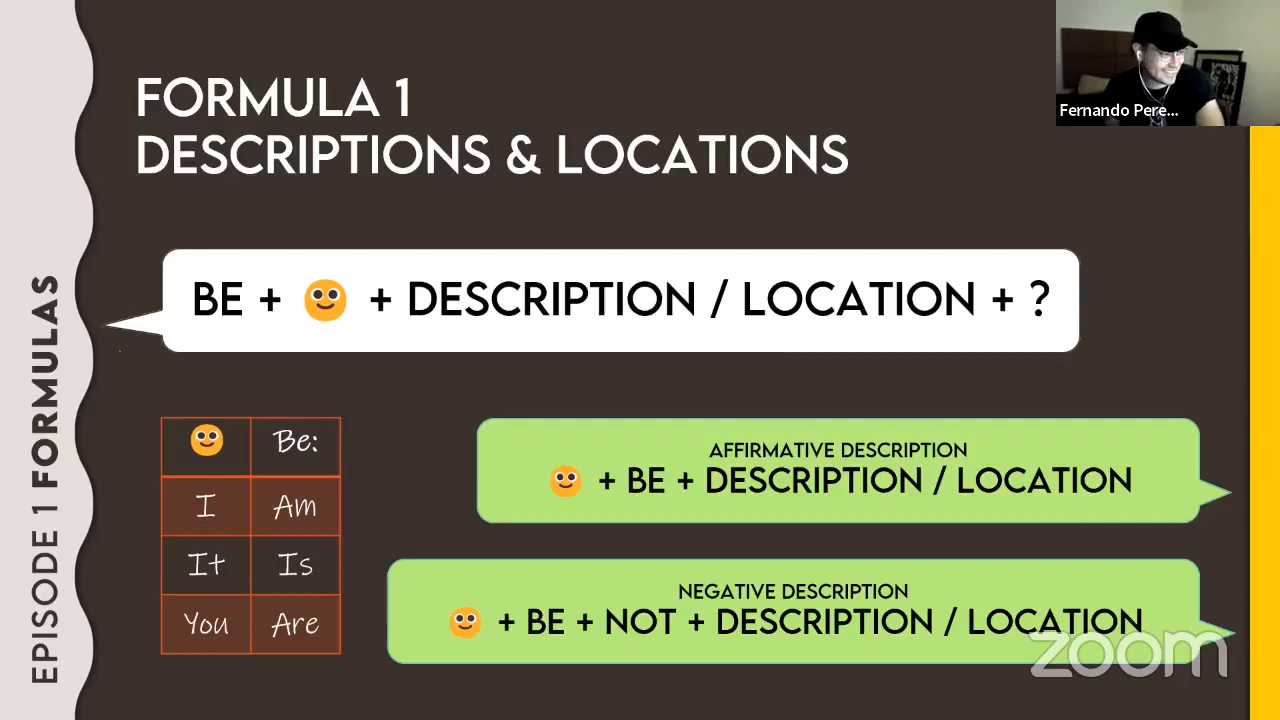 FORMULA 1
DESCRIPTIONS & LOCATIONS
Fernando Pere...
BE + 🙂 + DESCRIPTION / LOCATION + ?
🙂 Be:
I Am
It Is
You Are
AFFIRMATIVE DESCRIPTION
🙂 + BE + DESCRIPTION / LOCATION
NEGATIVE DESCRIPTION
🙂 + BE + NOT + DESCRIPTION / LOCATION
EPISODE 1 FORMULAS
zoom